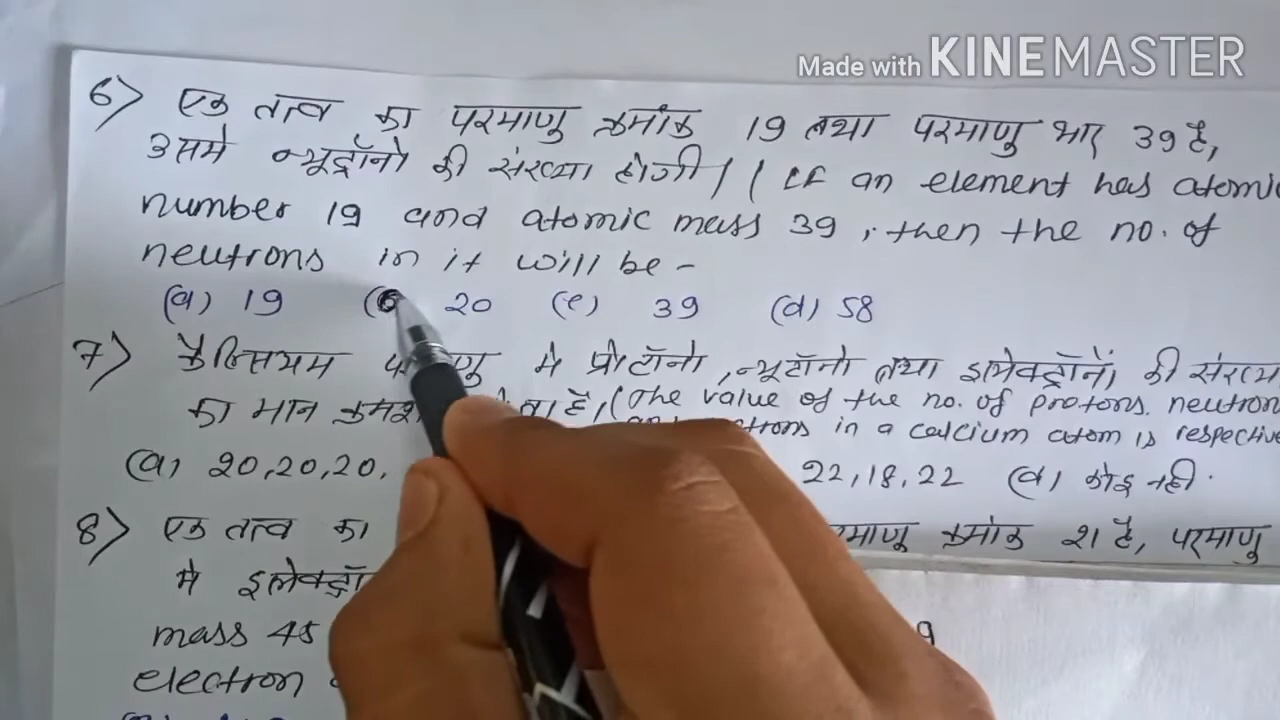 Made with KINEMASTER
6) एक तत्व का परमाणु क्रमांक 19 तथा परमाणु भार 39 है,
उसमे न्यूट्रॉनो की संख्या होगी / ( If an element has atomic
number 19 and atomic mass 39, then the no. of
neutrons in it will be -
(a) 19 (b) 20 (c) 39 (d) 58
7) कैल्सियम मे प्रोटॉनो, न्यूटॉनो तथा इलेक्ट्रॉनों की
का मान है, (The value of the no. of protons. neutron
in a calcium atom is
(a) 20,20,20, 22,18,22 (d) कोई नही.
8) एक तत्व का क्रमांक 21 है, परमाणु
मे
mass 45
electron